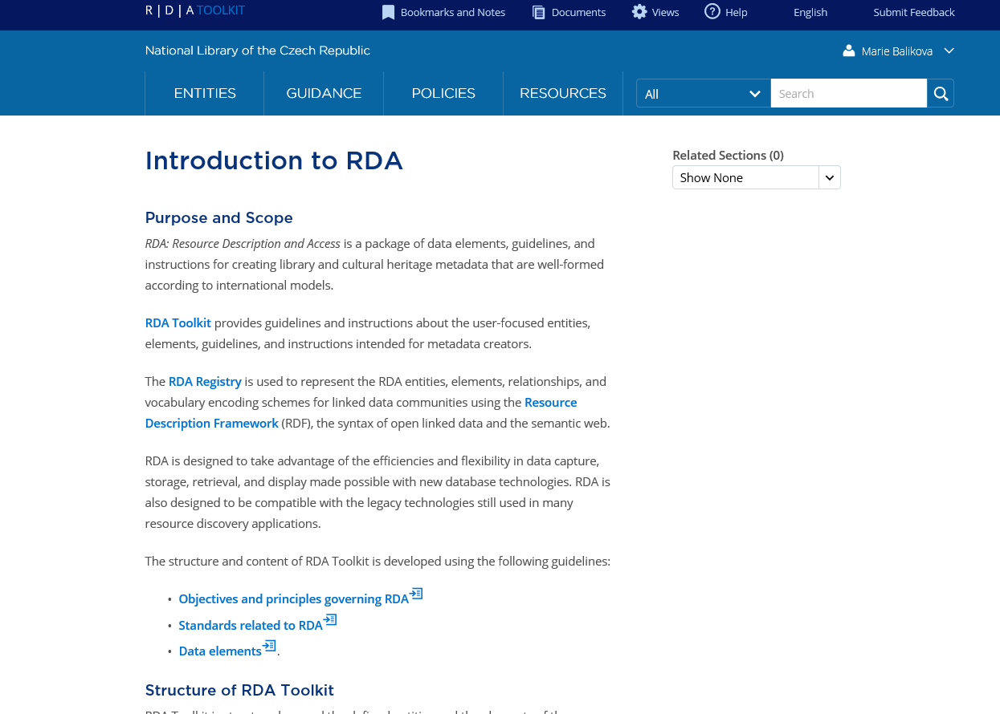 R | D | A TOOLKIT
Bookmarks and Notes
Documents
Views
Help
English
Submit Feedback
National Library of the Czech Republic
Marie Balikova
ENTITIES
GUIDANCE
POLICIES
RESOURCES
All
Search
Introduction to RDA
Related Sections (0)
Show None
Purpose and Scope
RDA: Resource Description and Access is a package of data elements, guidelines, and
instructions for creating library and cultural heritage metadata that are well-formed
according to international models.
RDA Toolkit provides guidelines and instructions about the user-focused entities,
elements, guidelines, and instructions intended for metadata creators.
The RDA Registry is used to represent the RDA entities, elements, relationships, and
vocabulary encoding schemes for linked data communities using the Resource
Description Framework (RDF), the syntax of open linked data and the semantic web.
RDA is designed to take advantage of the efficiencies and flexibility in data capture,
storage, retrieval, and display made possible with new database technologies. RDA is
also designed to be compatible with the legacy technologies still used in many
resource discovery applications.
The structure and content of RDA Toolkit is developed using the following guidelines:
• Objectives and principles governing RDA
• Standards related to RDA
• Data elements.
Structure of RDA Toolkit